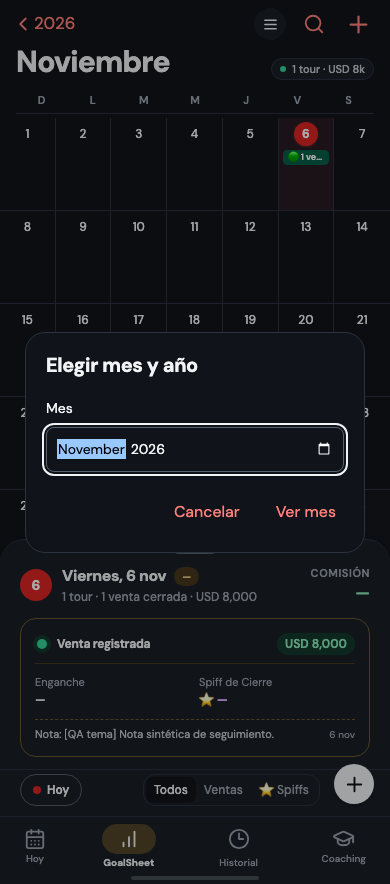 2026
Noviembre
1 tour · USD 8k
D L M M J V S
1 2 3 4 5 6 7
1 ve...
8 9 10 11 12 13 14
15 16 17 18 19 20 21
Elegir mes y año
Mes
November 2026
Cancelar Ver mes
6 Viernes, 6 nov – COMISIÓN
1 tour · 1 venta cerrada · USD 8,000 –
Venta registrada USD 8,000
Enganche Spiff de Cierre
– –
Nota: [QA tema] Nota sintética de seguimiento. 6 nov
Hoy Todos Ventas Spiffs
Hoy GoalSheet Historial Coaching